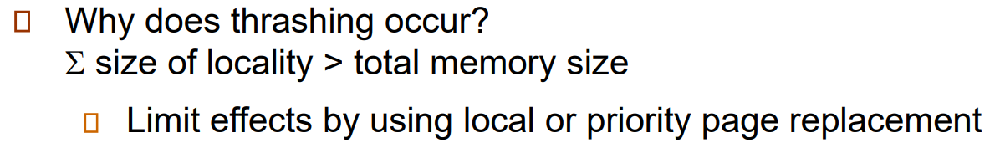 Why does thrashing occur?
Σ size of locality > total memory size
Limit effects by using local or priority page replacement